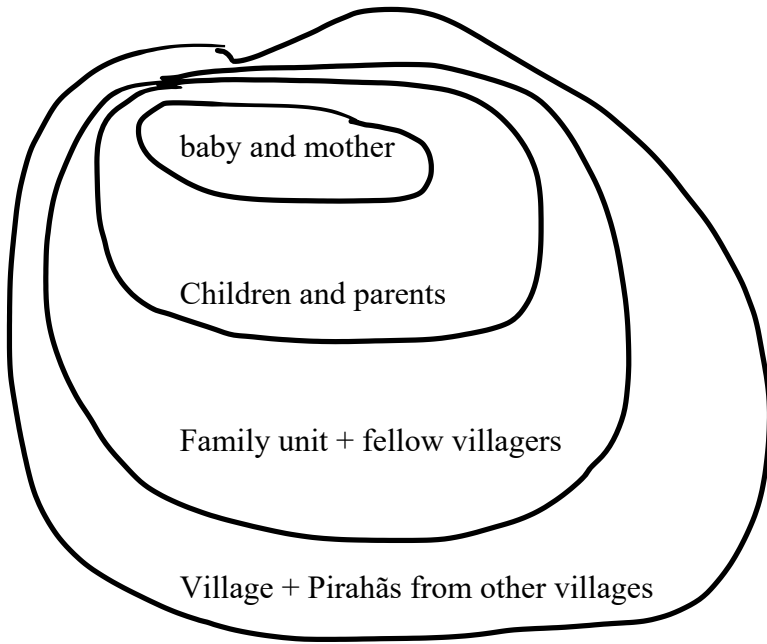 baby and mother
Children and parents
Family unit + fellow villagers
Village + Pirahãs from other villages